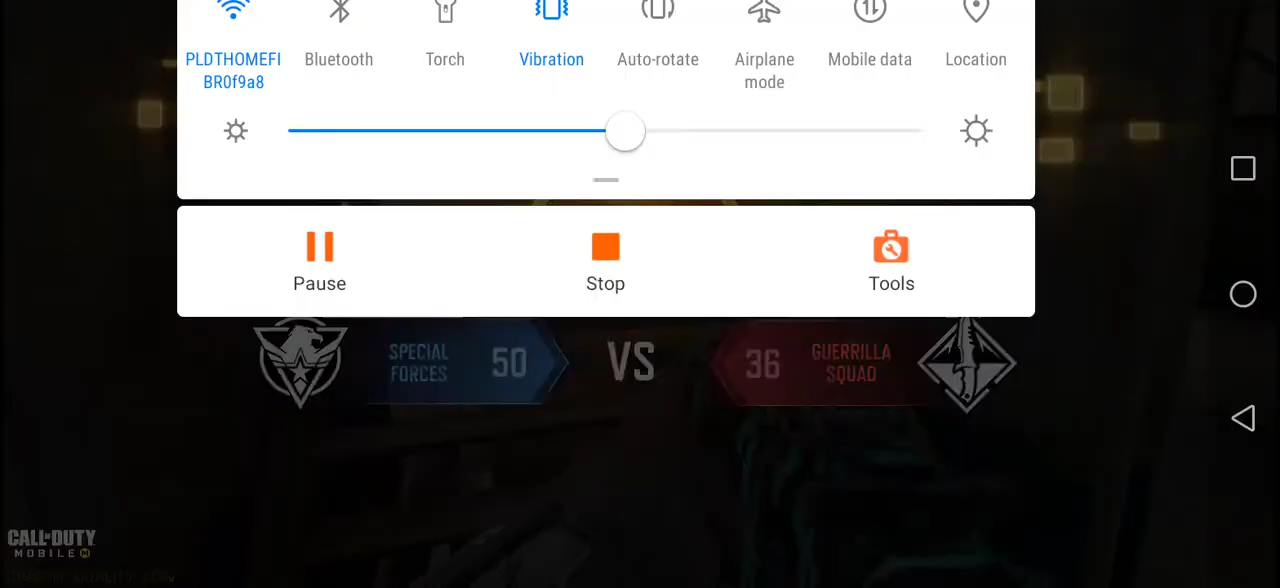 PLDTHOMEFI Bluetooth Torch Vibration Auto-rotate Airplane Mobile data Location
BR0f9a8 mode
Pause Stop Tools
SPECIAL 50 VS 36 GUERRILLA
FORCES SQUAD
CALL·DUTY
MOBILE